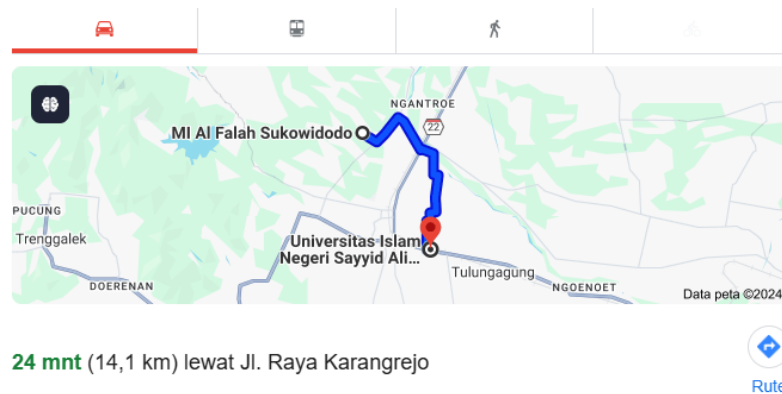 NGANTROE
22
MI Al Falah Sukowidodo
PUCUNG
Trenggalek
Universitas Islam
Negeri Sayyid Ali...
Tulungagung
DOERENAN
NGOENOET
Data peta ©2024
24 mnt (14,1 km) lewat Jl. Raya Karangrejo
Rute